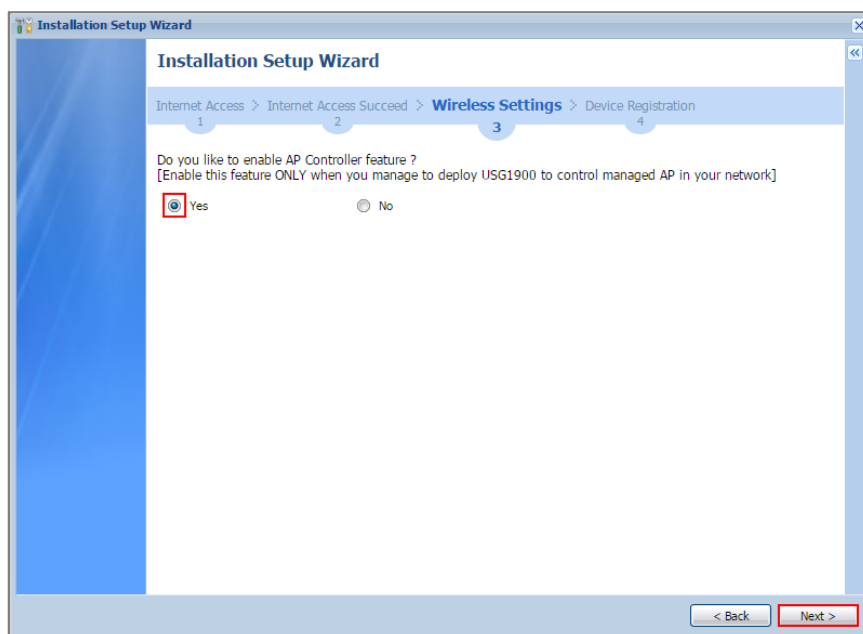 Installation Setup Wizard
Installation Setup Wizard
Internet Access > Internet Access Succeed > Wireless Settings > Device Registration
1 2 3 4
Do you like to enable AP Controller feature ?
[Enable this feature ONLY when you manage to deploy USG1900 to control managed AP in your network]
Yes No
< Back Next >